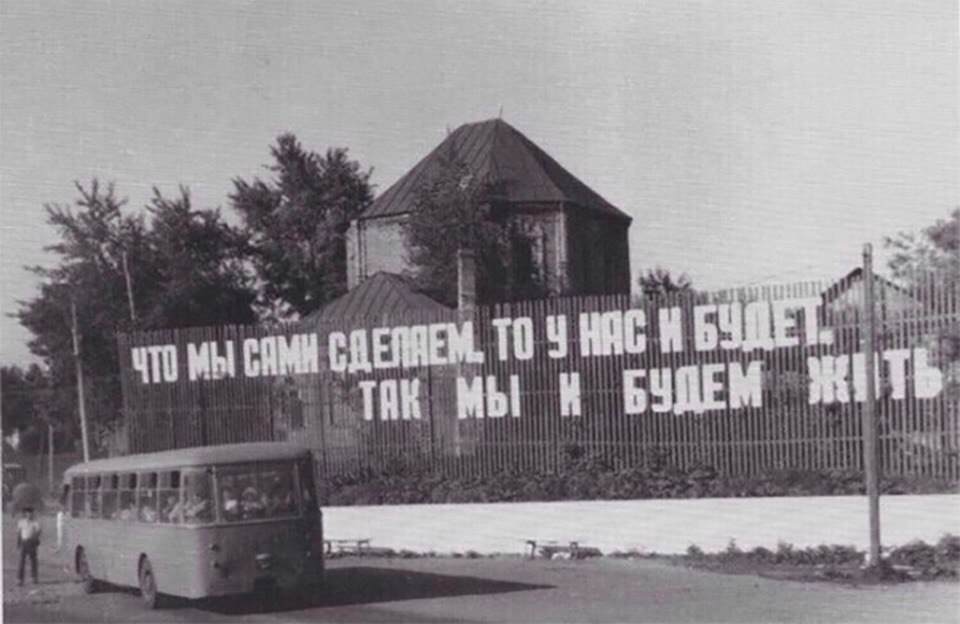 ЧТО МЫ САМИ СДЕЛАЕМ, ТО У НАС И БУДЕТ.
ТАК МЫ И БУДЕМ ЖИТЬ